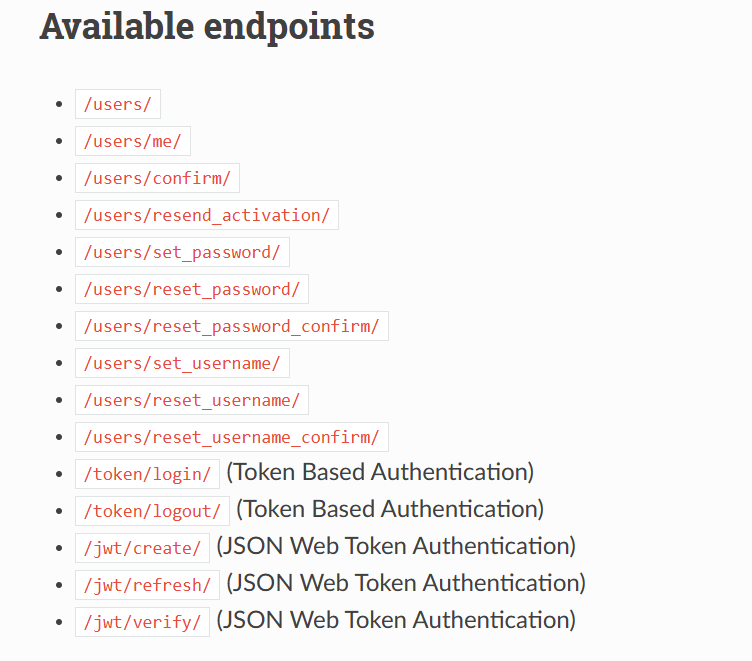 Available endpoints
/users/
/users/me/
/users/confirm/
/users/resend_activation/
/users/set_password/
/users/reset_password/
/users/reset_password_confirm/
/users/set_username/
/users/reset_username/
/users/reset_username_confirm/
/token/login/ (Token Based Authentication)
/token/logout/ (Token Based Authentication)
/jwt/create/ (JSON Web Token Authentication)
/jwt/refresh/ (JSON Web Token Authentication)
/jwt/verify/ (JSON Web Token Authentication)